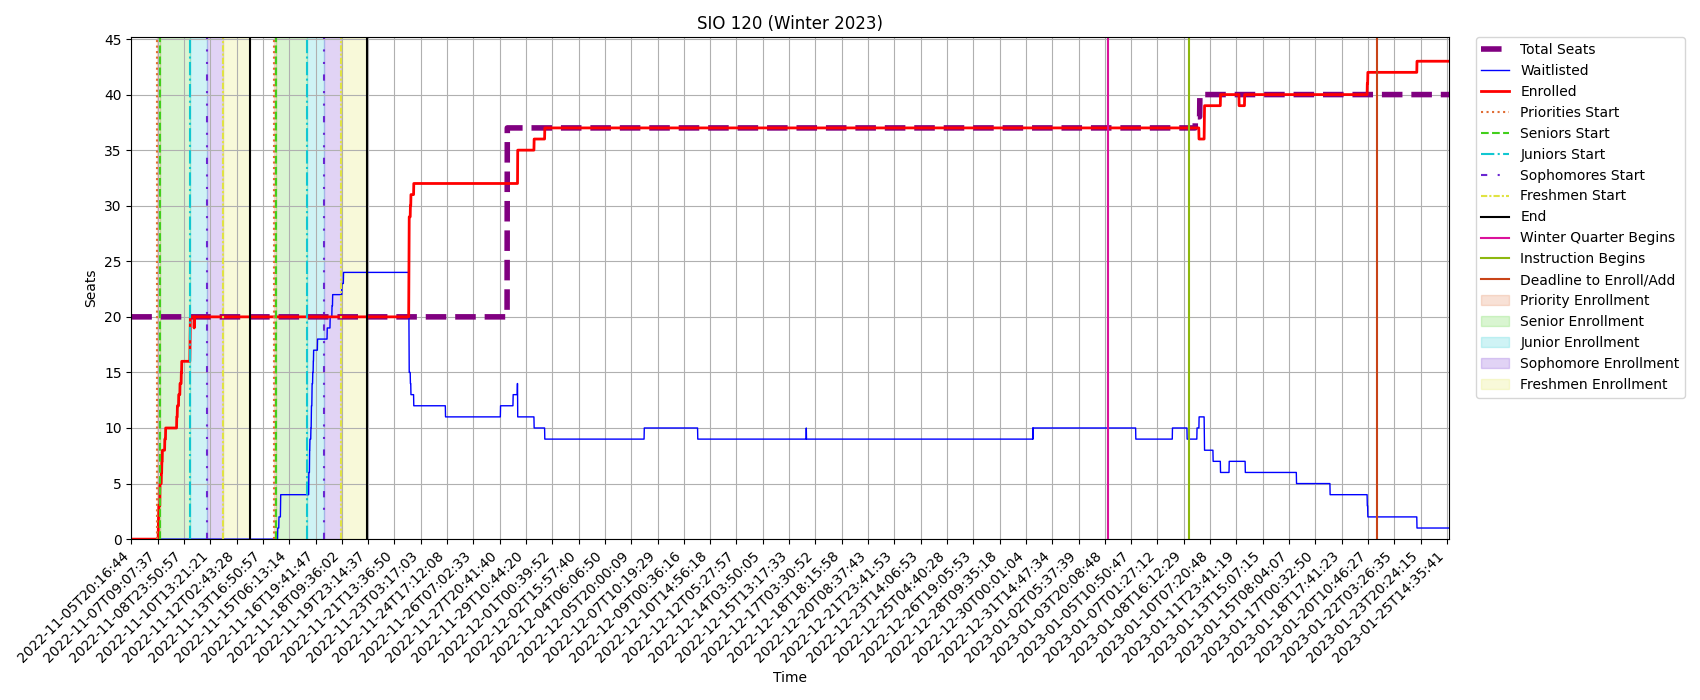 SIO 120 (Winter 2023)
45
40
35
30
25
20
15
10
5
0
Seats
2022-11-05T20:16:44
2022-11-07T09:07:37
2022-11-08T23:50:57
2022-11-10T13:21:21
2022-11-12T02:43:28
2022-11-13T16:50:57
2022-11-15T06:13:14
2022-11-16T19:41:47
2022-11-18T09:36:02
2022-11-19T23:14:37
2022-11-21T13:36:50
2022-11-23T03:17:03
2022-11-24T17:12:08
2022-11-26T07:02:33
2022-11-27T20:41:40
2022-11-29T10:44:20
2022-12-01T00:39:52
2022-12-02T15:57:40
2022-12-04T06:06:50
2022-12-05T20:00:09
2022-12-07T10:19:29
2022-12-09T00:36:16
2022-12-10T14:56:18
2022-12-12T05:27:57
2022-12-14T03:50:05
2022-12-15T13:17:33
2022-12-17T03:30:52
2022-12-18T18:15:58
2022-12-20T08:37:43
2022-12-21T23:41:53
2022-12-23T14:06:53
2022-12-25T04:40:28
2022-12-26T19:05:53
2022-12-28T09:35:18
2022-12-30T00:01:04
2022-12-31T14:47:34
2023-01-02T05:37:39
2023-01-03T20:08:48
2023-01-05T10:50:47
2023-01-07T01:27:12
2023-01-08T16:12:29
2023-01-10T07:20:48
2023-01-11T23:41:19
2023-01-13T15:07:15
2023-01-15T08:04:07
2023-01-17T00:32:50
2023-01-18T17:41:23
2023-01-20T10:46:27
2023-01-22T03:26:35
2023-01-23T20:24:15
2023-01-25T14:35:41
Time
Total Seats
Waitlisted
Enrolled
Priorities Start
Seniors Start
Juniors Start
Sophomores Start
Freshmen Start
End
Winter Quarter Begins
Instruction Begins
Deadline to Enroll/Add
Priority Enrollment
Senior Enrollment
Junior Enrollment
Sophomore Enrollment
Freshmen Enrollment